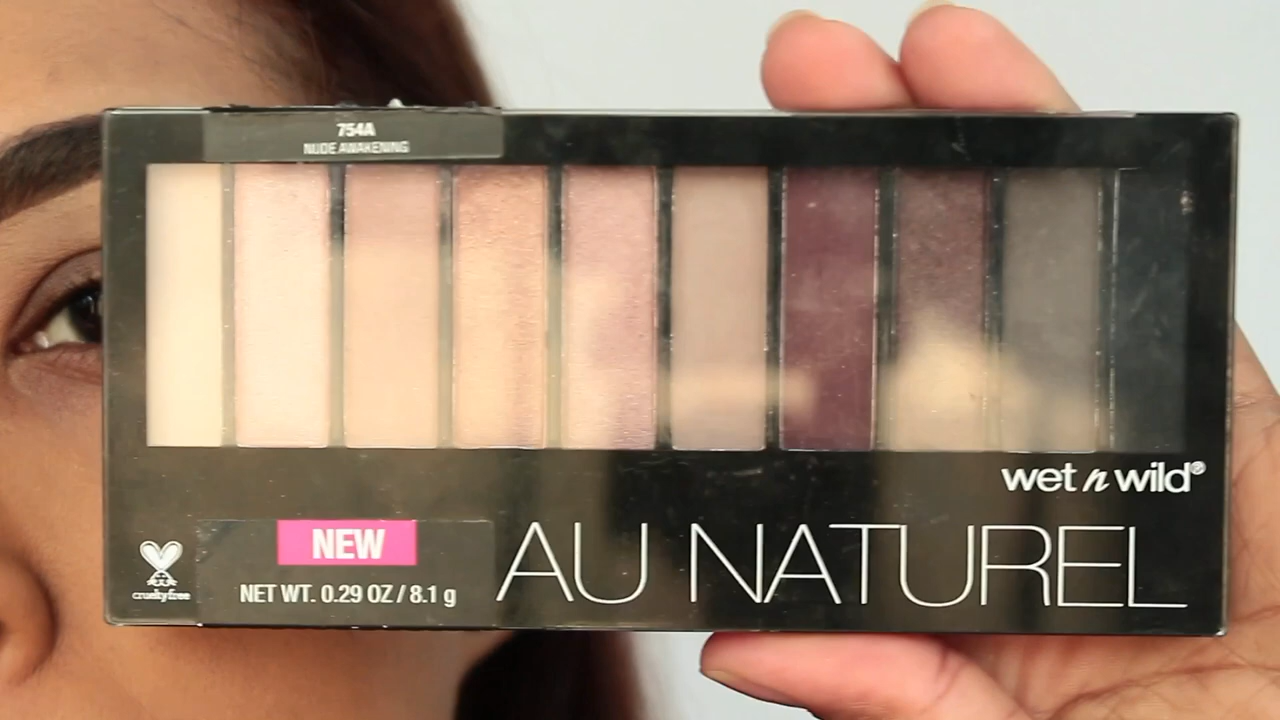 754A
NUDE AWAKENING
wet n wild®
NEW
AU NATUREL
NET WT. 0.29 OZ / 8.1 g
crueltyfree